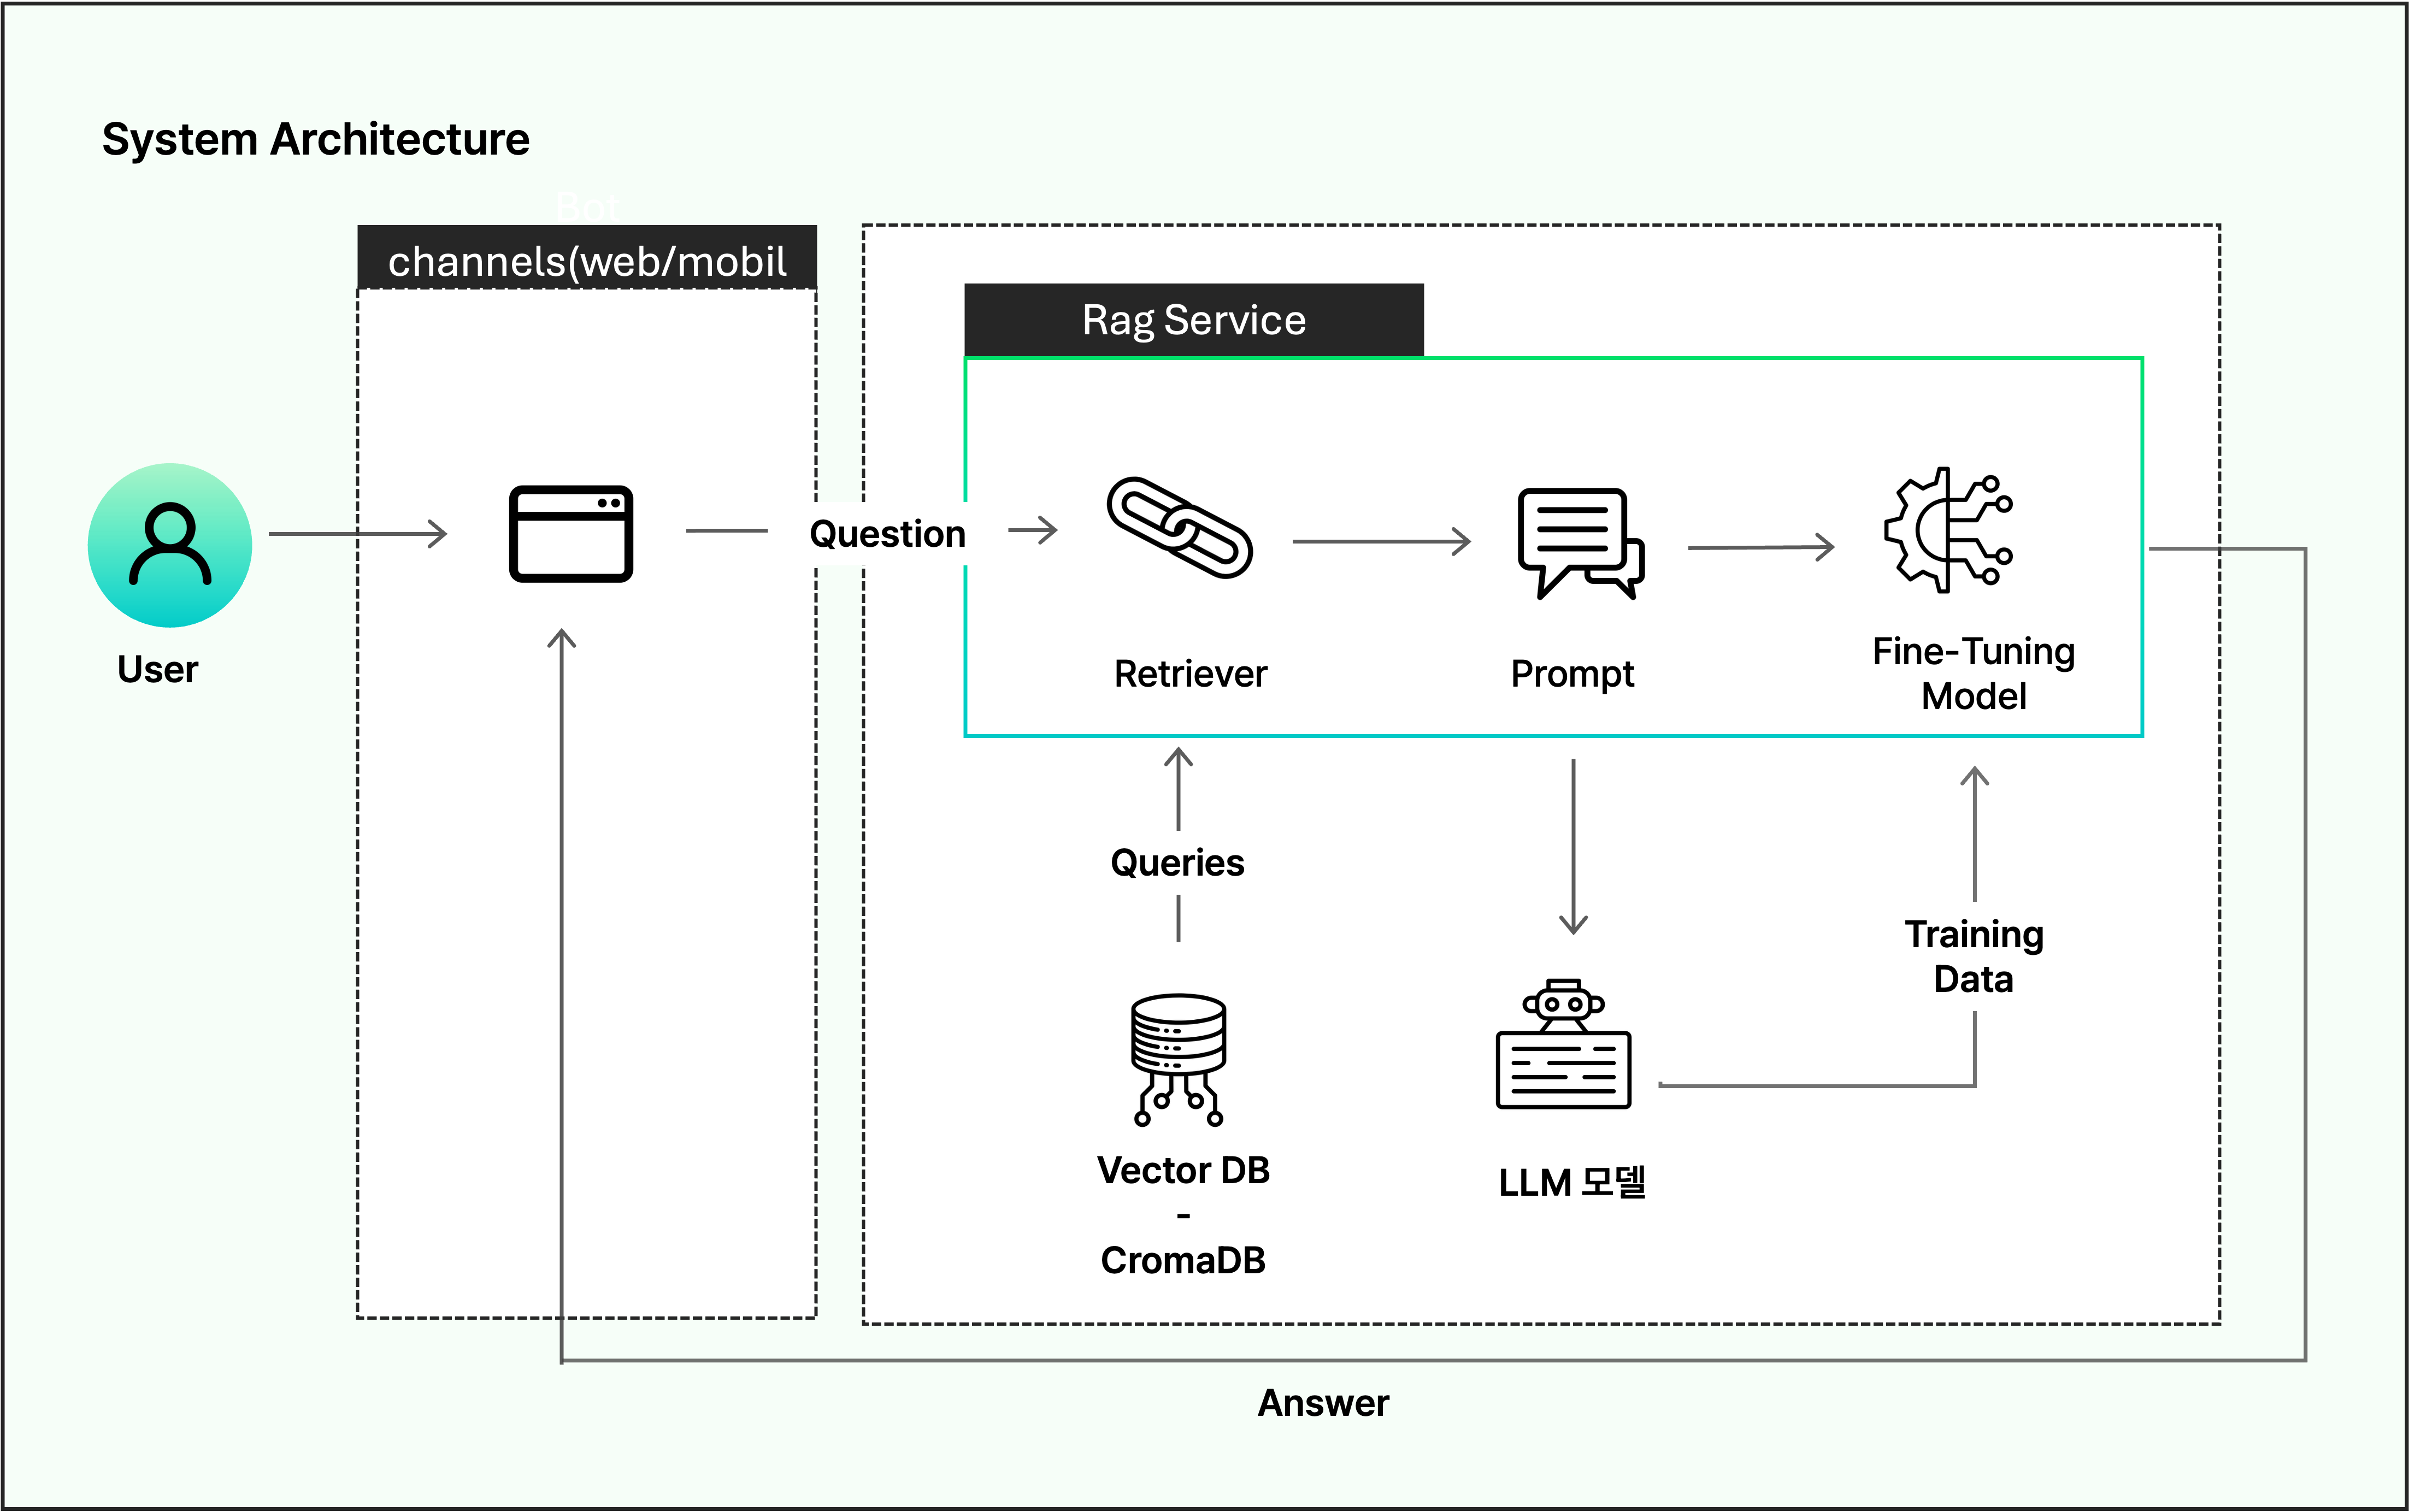 System Architecture
Bot
channels(web/mobil
Rag Service
User
Question
Retriever
Prompt
Fine-Tuning
Model
Queries
Training
Data
Vector DB
-
CromaDB
LLM 모델
Answer